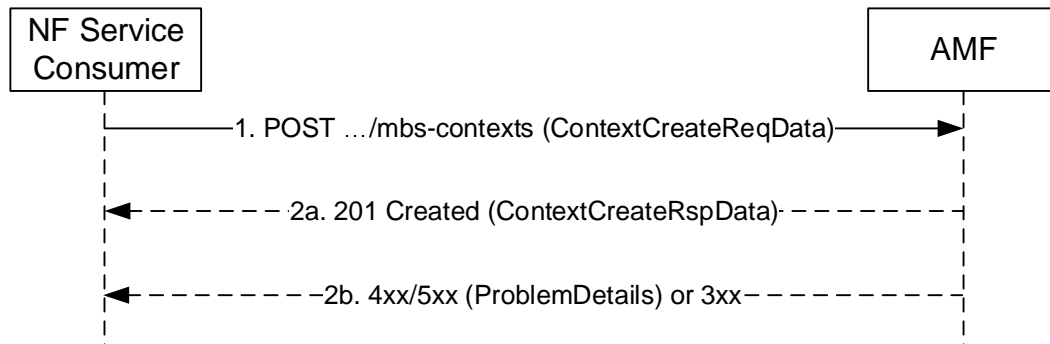 NF Service
Consumer
AMF
1. POST …/mbs-contexts (ContextCreateReqData)
2a. 201 Created (ContextCreateRspData)
2b. 4xx/5xx (ProblemDetails) or 3xx